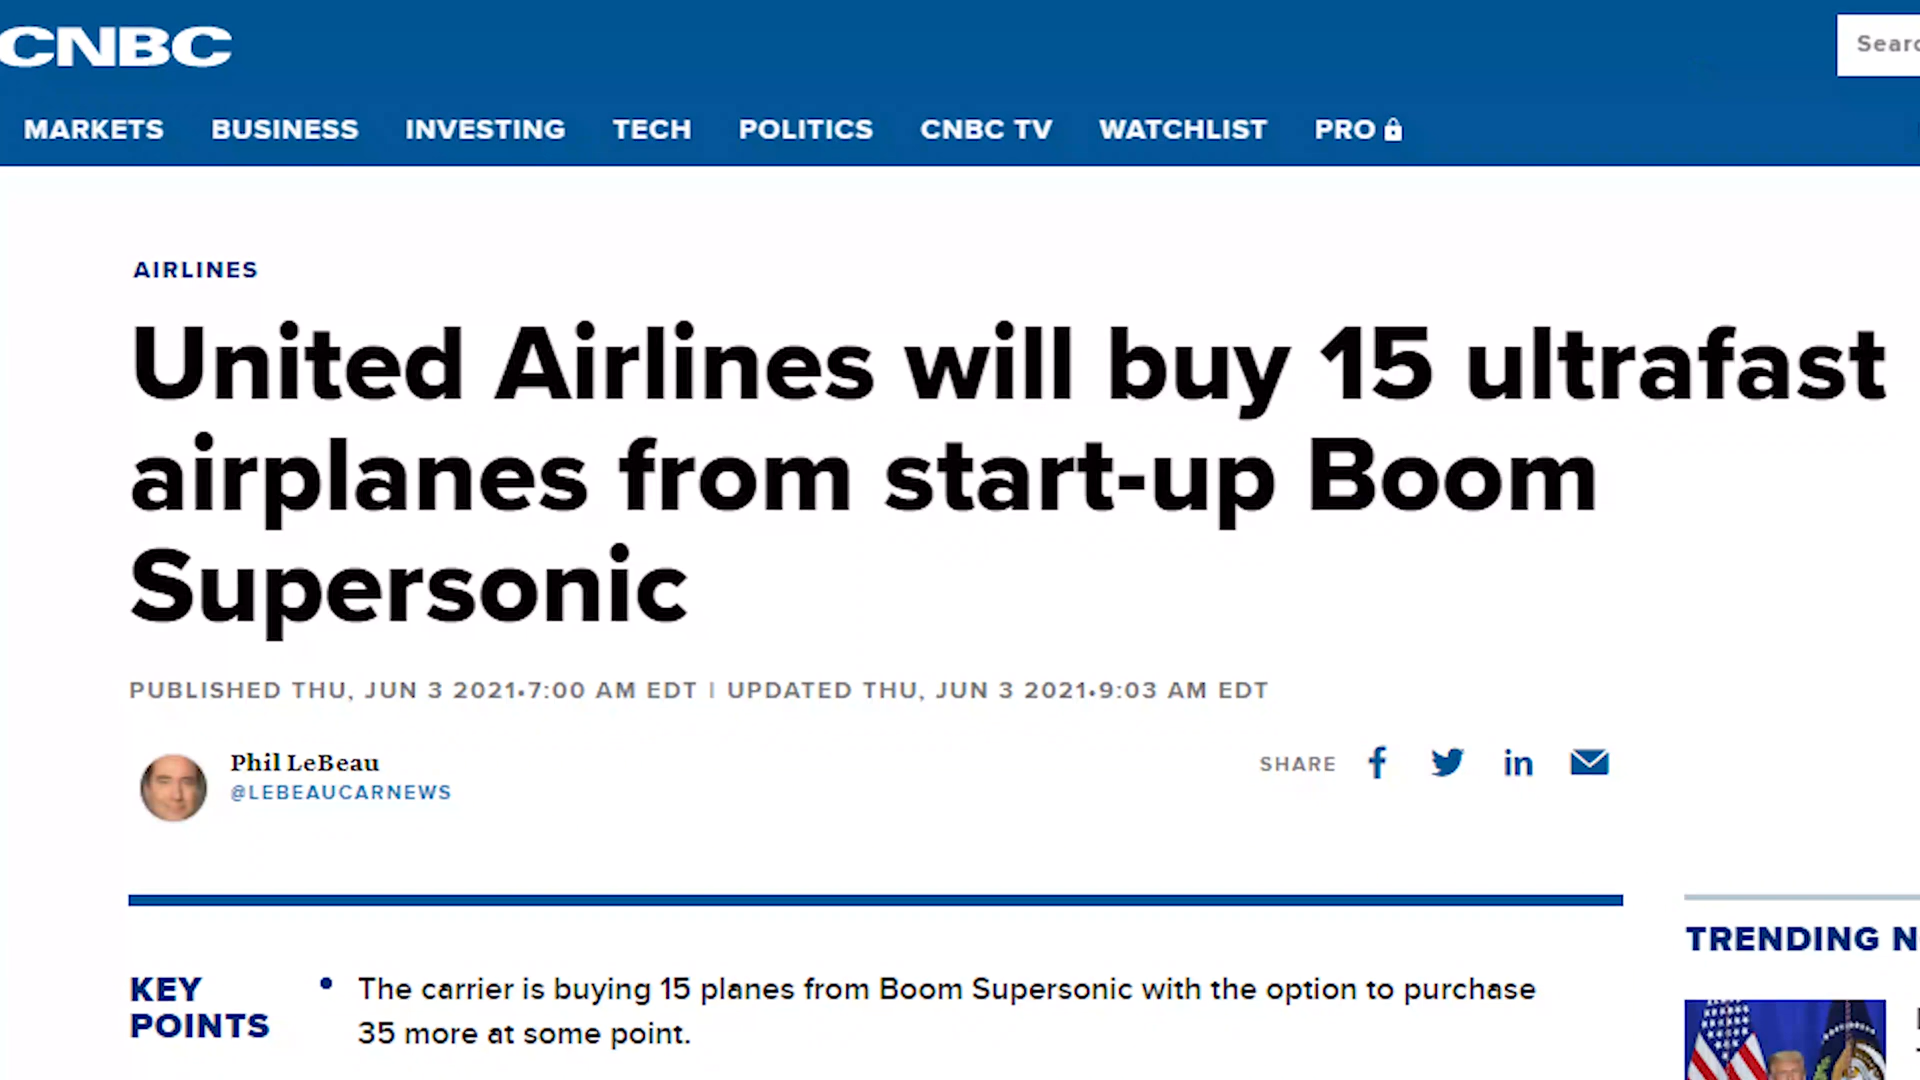 CNBC
Searc
MARKETS BUSINESS INVESTING TECH POLITICS CNBC TV WATCHLIST PRO
AIRLINES
United Airlines will buy 15 ultrafast
airplanes from start-up Boom
Supersonic
PUBLISHED THU, JUN 3 2021•7:00 AM EDT | UPDATED THU, JUN 3 2021•9:03 AM EDT
Phil LeBeau
@LEBEAUCARNEWS
SHARE
TRENDING N
KEY
POINTS
• The carrier is buying 15 planes from Boom Supersonic with the option to purchase
35 more at some point.